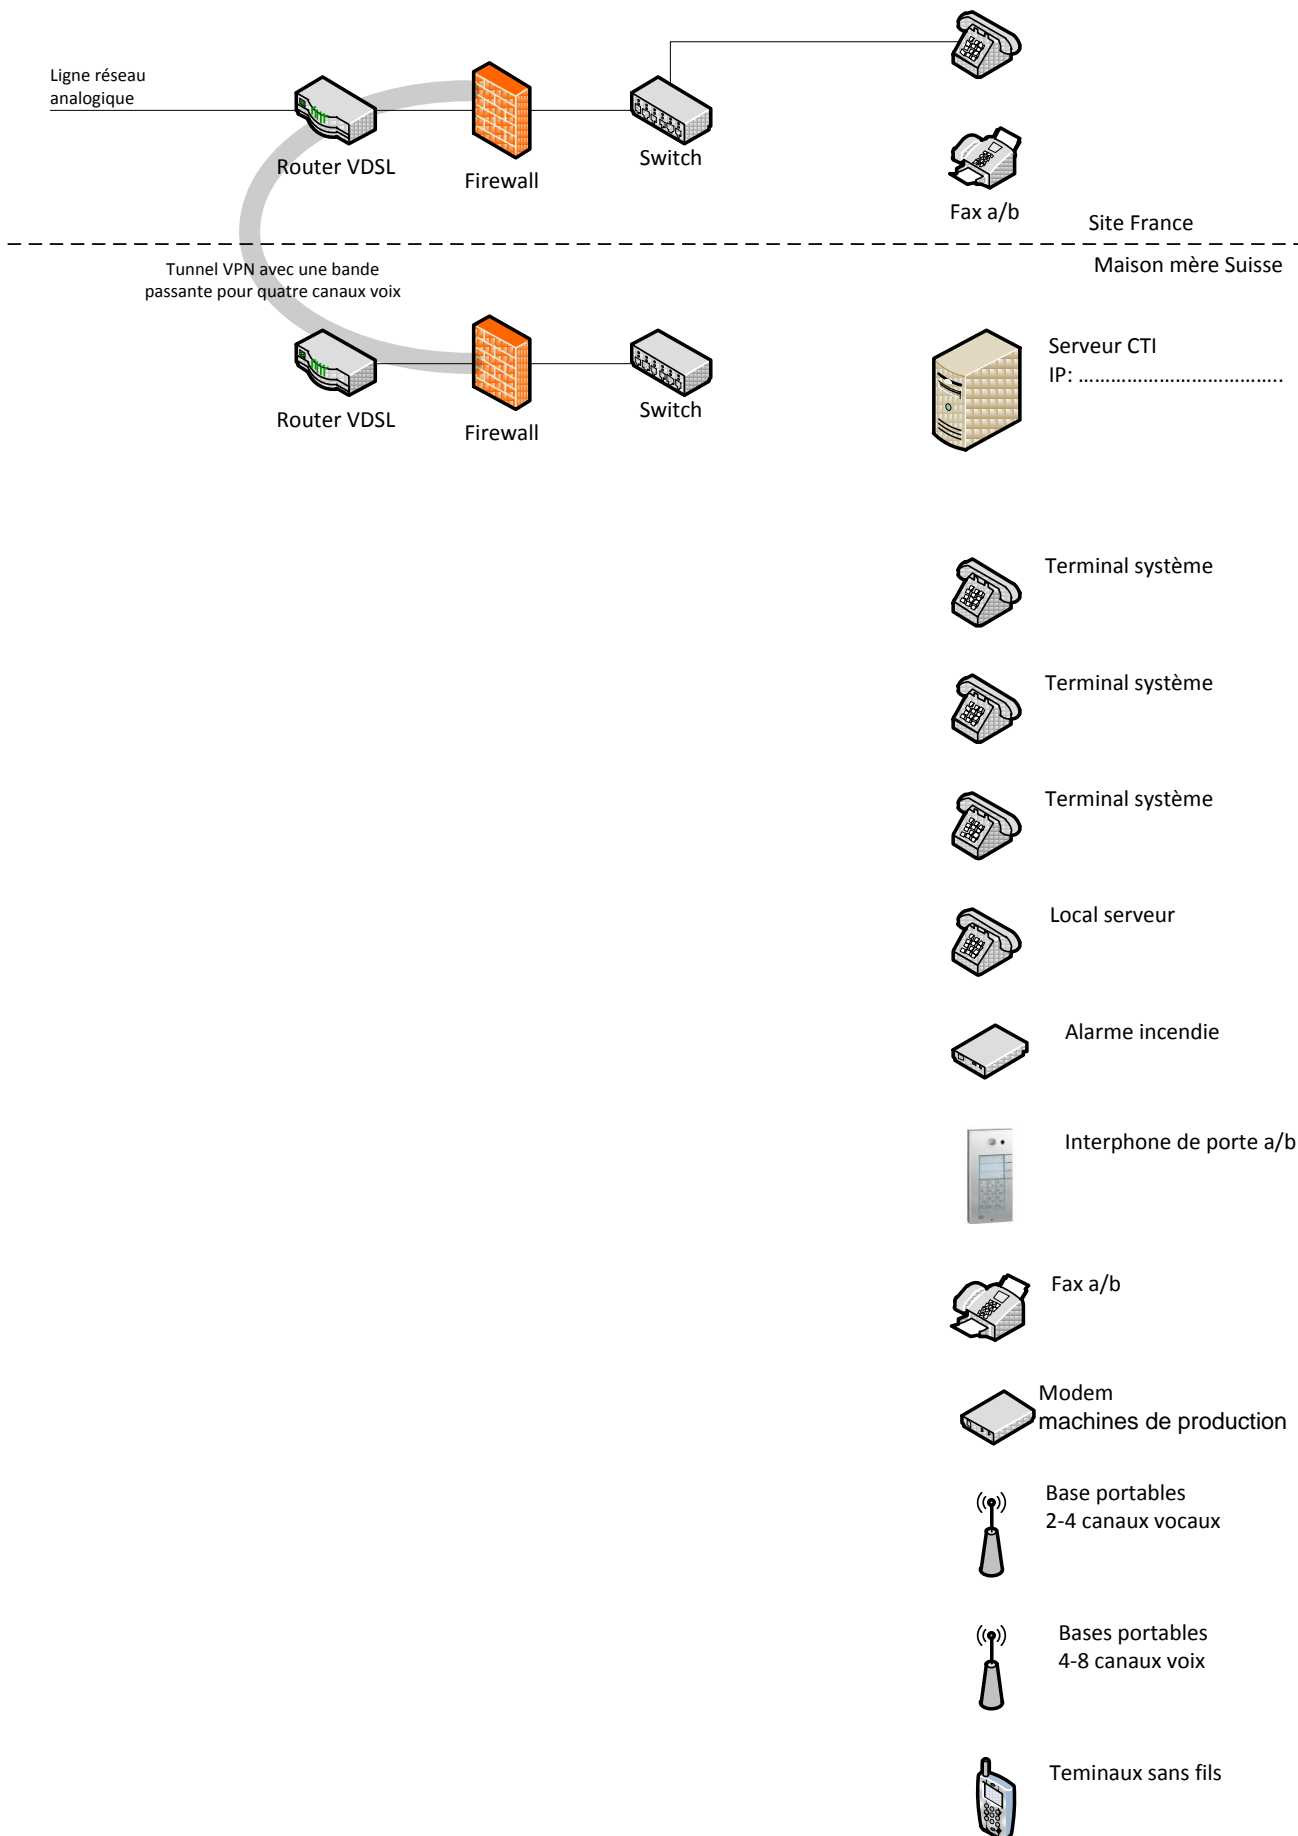 Ligne réseau
analogique
Router VDSL
Firewall
Switch
Fax a/b
Site France
Maison mère Suisse
Tunnel VPN avec une bande
passante pour quatre canaux voix
Router VDSL
Firewall
Switch
Serveur CTI
IP: ……………………………..
Terminal système
Terminal système
Terminal système
Local serveur
Alarme incendie
Interphone de porte a/b
Fax a/b
Modem
machines de production
Base portables
2-4 canaux vocaux
Bases portables
4-8 canaux voix
Teminaux sans fils